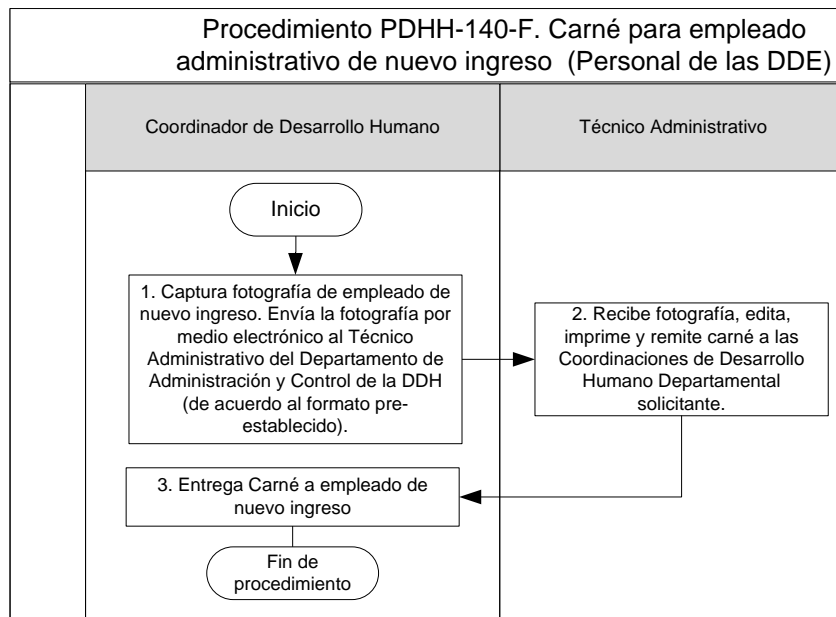 Procedimiento PDHH-140-F. Carné para empleado
administrativo de nuevo ingreso  (Personal de las DDE)
Coordinador de Desarrollo Humano
Técnico Administrativo
Inicio
1. Captura fotografía de empleado de
nuevo ingreso. Envía la fotografía por
medio electrónico al Técnico
Administrativo del Departamento de
Administración y Control de la DDH
(de acuerdo al formato pre-
establecido).
2. Recibe fotografía, edita,
imprime y remite carné a las
Coordinaciones de Desarrollo
Humano Departamental
solicitante.
3. Entrega Carné a empleado de
nuevo ingreso
Fin de
procedimiento